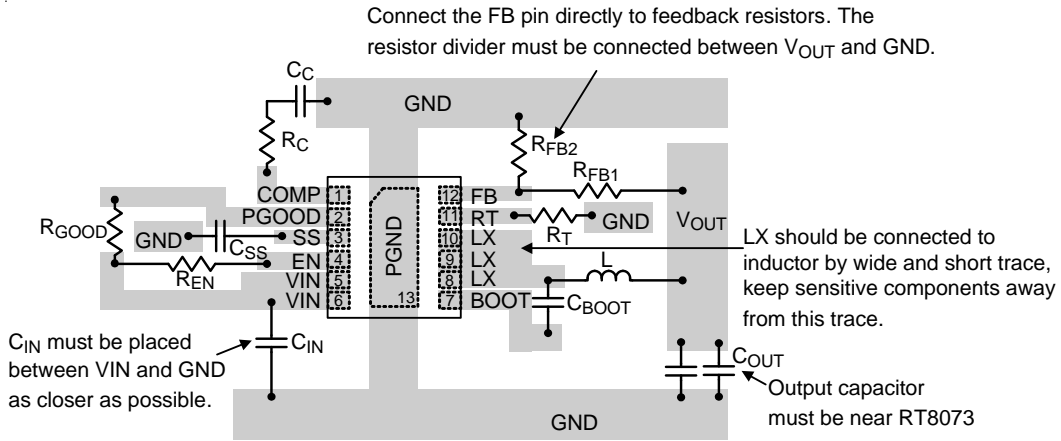 Connect the FB pin directly to feedback resistors. The
resistor divider must be connected between VOUT and GND.
CC
GND
RC
RFB2
RFB1
COMP 1
12 FB
PGOOD 2
11 RT
RGOOD
GND
CSS
SS 3
10 LX
RT
GND
VOUT
EN 4
9 LX
REN
VIN 5
8 LX
VIN 6
7 BOOT
PGND
13
L
CBOOT
LX should be connected to
inductor by wide and short trace,
keep sensitive components away
from this trace.
CIN must be placed
between VIN and GND
as closer as possible.
CIN
COUT
Output capacitor
must be near RT8073
GND